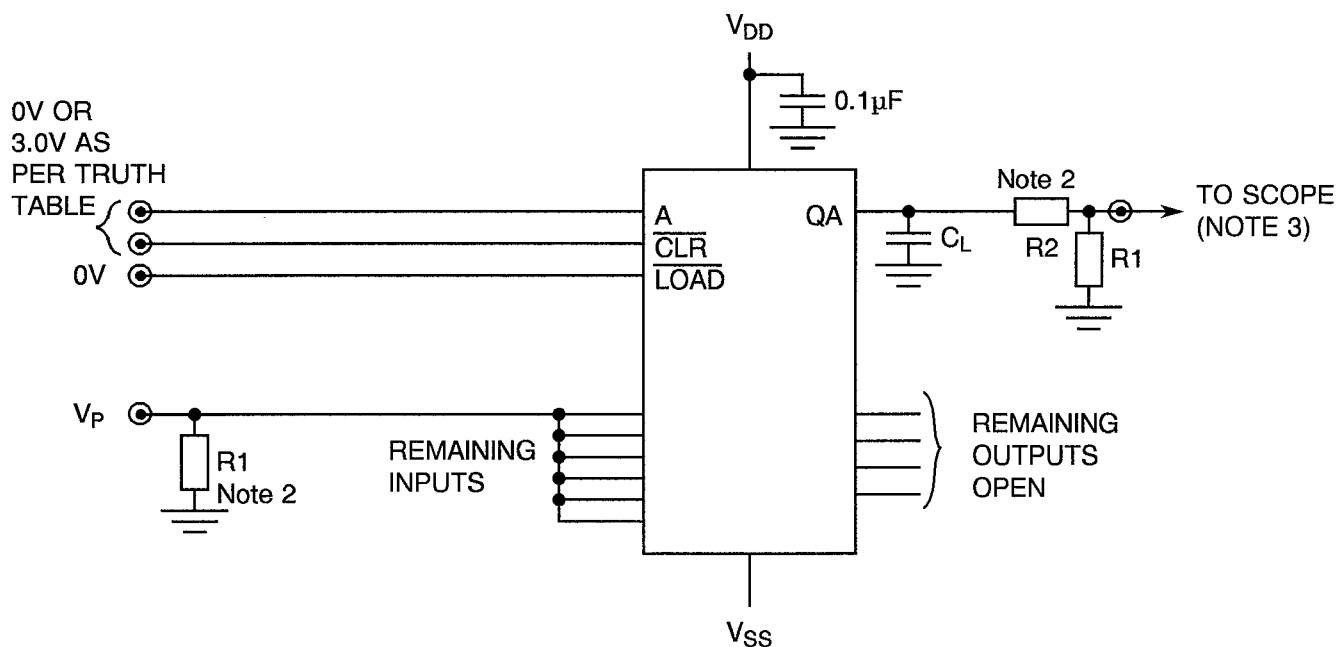 V_DD
0.1µF
0V OR
3.0V AS
PER TRUTH
TABLE
A
CLR
LOAD
0V
QA
C_L
Note 2
R2
R1
TO SCOPE
(NOTE 3)
V_P
R1
Note 2
REMAINING
INPUTS
REMAINING
OUTPUTS
OPEN
V_SS